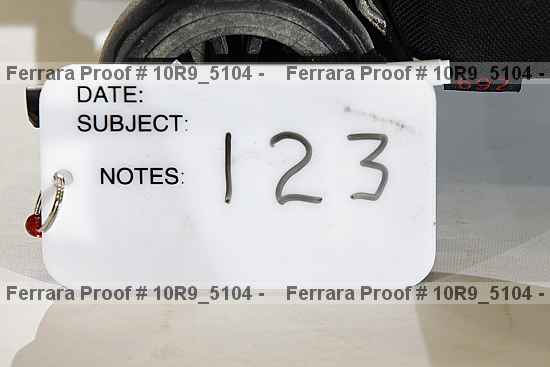 Ferrara Proof # 10R9_5104 - Ferrara Proof # 10R9_5104 -
DATE:
SUBJECT:
NOTES: 123
Ferrara Proof # 10R9_5104 - Ferrara Proof # 10R9_5104 -